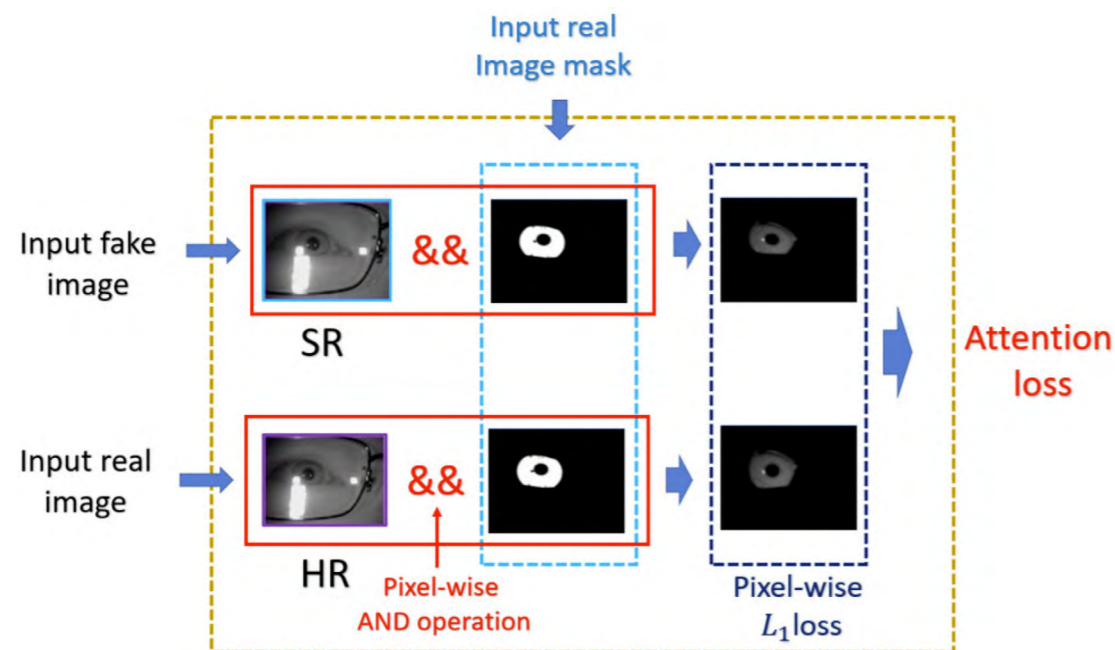 Input real
Image mask
Input fake
image
&&
SR
Attention
loss
Input real
image
&&
HR
Pixel-wise
AND operation
Pixel-wise
L₁ loss